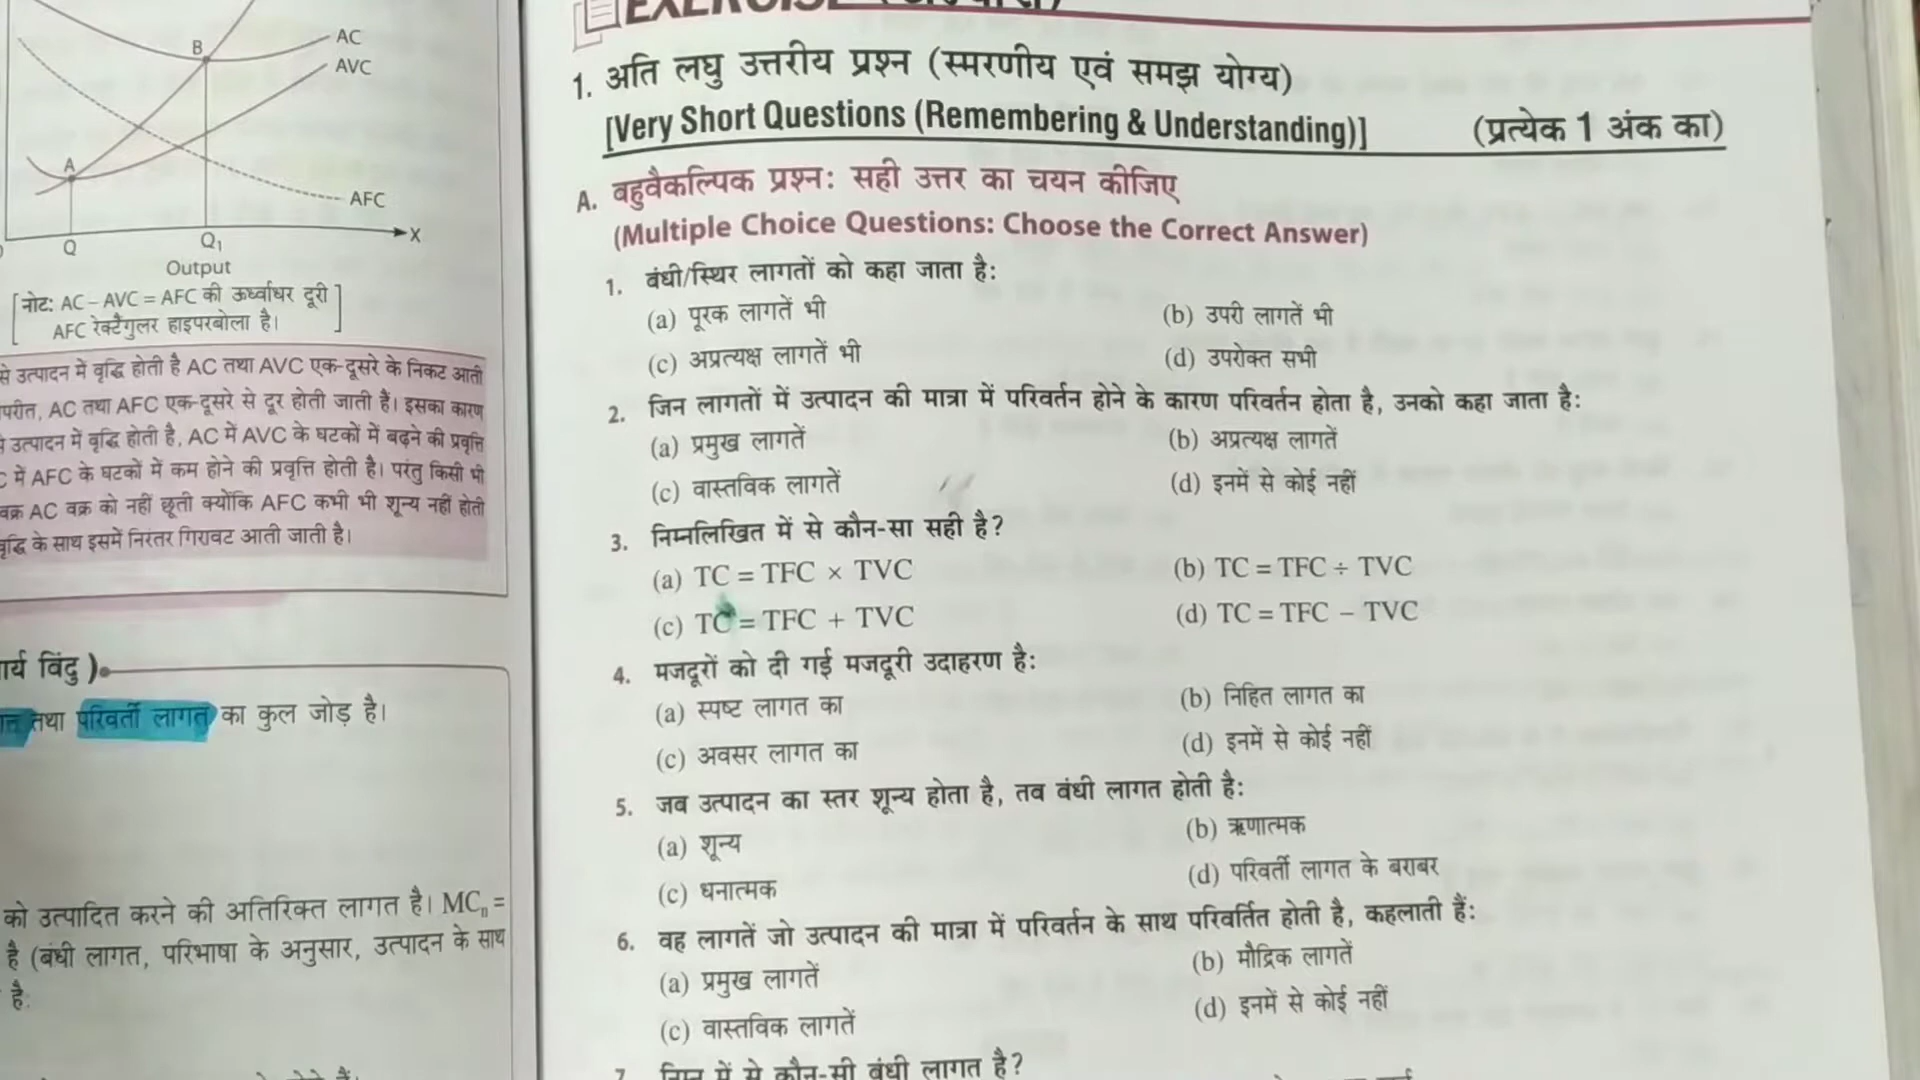 AC
B
AVC
A
AFC
X
Q
Q₁
Output
नोट: AC – AVC = AFC की ऊर्ध्वाधर दूरी
AFC रेक्टैंगुलर हाइपरबोला है।
से उत्पादन में वृद्धि होती है AC तथा AVC एक-दूसरे के निकट आती
AC तथा AFC एक-दूसरे से दूर होती जाती हैं। इसका कारण
उत्पादन में वृद्धि होती है, AC में AVC के घटकों में बढ़ने की प्रवृत्ति
में AFC के घटकों में कम होने की प्रवृत्ति होती है। परंतु किसी भी
वक्र AC वक्र को नहीं छूती क्योंकि AFC कभी भी शून्य नहीं होती
वृद्धि के साथ इसमें निरंतर गिरावट आती जाती है।
बिंदु
तथा परिवर्ती लागत का कुल जोड़ है।
को उत्पादित करने की अतिरिक्त लागत है। MCₙ =
है (बंधी लागत, परिभाषा के अनुसार, उत्पादन के साथ
है:
EXERCISE
1. अति लघु उत्तरीय प्रश्न (स्मरणीय एवं समझ योग्य)
[Very Short Questions (Remembering & Understanding)] (प्रत्येक 1 अंक का)
A. बहुवैकल्पिक प्रश्न: सही उत्तर का चयन कीजिए
(Multiple Choice Questions: Choose the Correct Answer)
1. बंधी/स्थिर लागतों को कहा जाता है:
(a) पूरक लागतें भी (b) उपरी लागतें भी
(c) अप्रत्यक्ष लागतें भी (d) उपरोक्त सभी
2. जिन लागतों में उत्पादन की मात्रा में परिवर्तन होने के कारण परिवर्तन होता है, उनको कहा जाता है:
(a) प्रमुख लागतें (b) अप्रत्यक्ष लागतें
(c) वास्तविक लागतें (d) इनमें से कोई नहीं
3. निम्नलिखित में से कौन-सा सही है?
(a) TC = TFC × TVC (b) TC = TFC ÷ TVC
(c) TC = TFC + TVC (d) TC = TFC – TVC
4. मजदूरों को दी गई मजदूरी उदाहरण है:
(a) स्पष्ट लागत का (b) निहित लागत का
(c) अवसर लागत का (d) इनमें से कोई नहीं
5. जब उत्पादन का स्तर शून्य होता है, तब बंधी लागत होती है:
(a) शून्य (b) ऋणात्मक
(c) धनात्मक (d) परिवर्ती लागत के बराबर
6. वह लागतें जो उत्पादन की मात्रा में परिवर्तन के साथ परिवर्तित होती है, कहलाती हैं:
(a) प्रमुख लागतें (b) मौद्रिक लागतें
(c) वास्तविक लागतें (d) इनमें से कोई नहीं
7. निम्न में से कौन-सी बंधी लागत है?